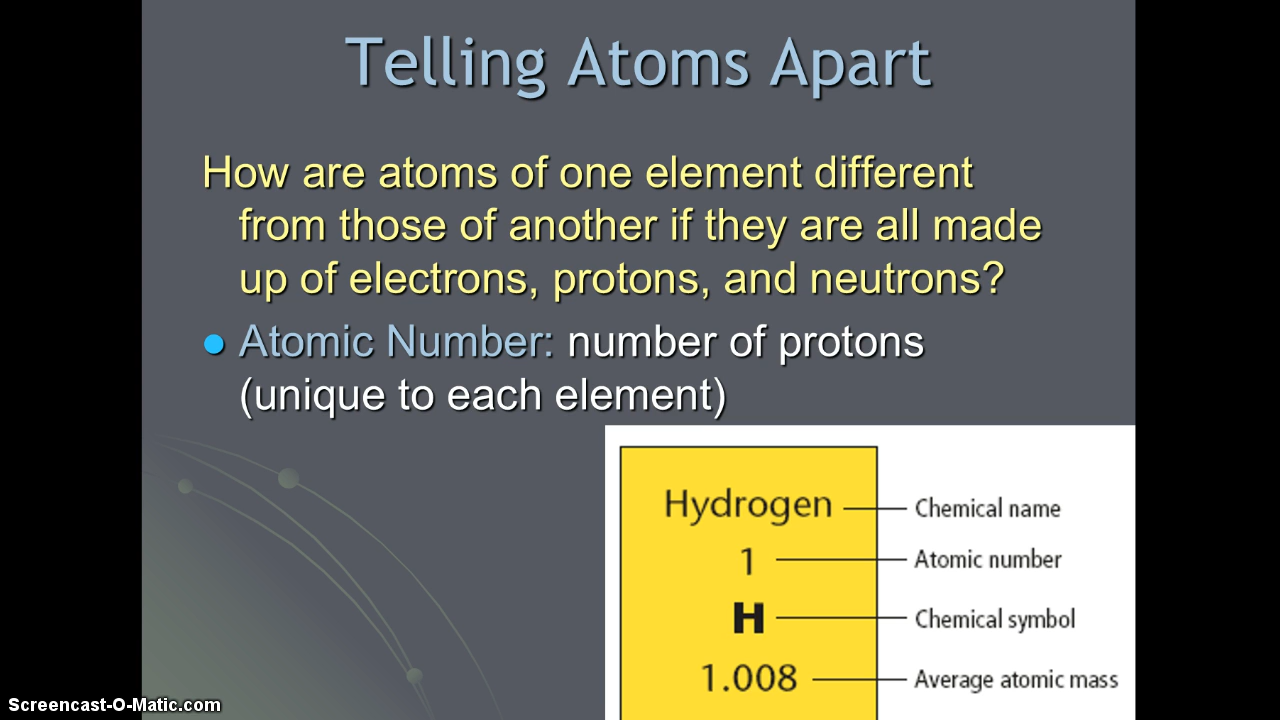 Telling Atoms Apart
How are atoms of one element different
from those of another if they are all made
up of electrons, protons, and neutrons?
Atomic Number: number of protons
(unique to each element)
Hydrogen Chemical name
1 Atomic number
H Chemical symbol
1.008 Average atomic mass
Screencast-O-Matic.com